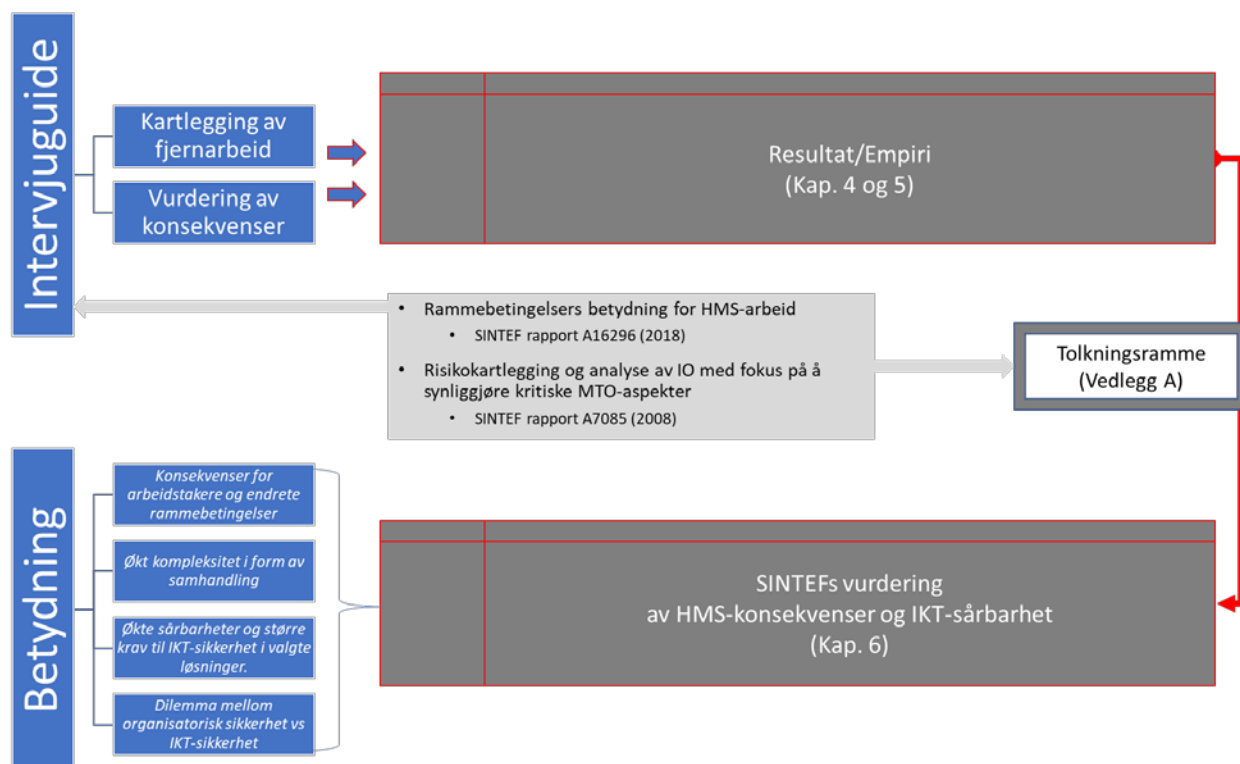 Intervjuguide
Kartlegging av
fjernarbeid
Vurdering av
konsekvenser
Resultat/Empiri
(Kap. 4 og 5)
• Rammebetingelsers betydning for HMS-arbeid
• SINTEF rapport A16296 (2018)
• Risikokartlegging og analyse av IO med fokus på å
synliggjøre kritiske MTO-aspekter
• SINTEF rapport A7085 (2008)
Tolkningsramme
(Vedlegg A)
Betydning
Konsekvenser for
arbeidstakere og endrete
rammebetingelser
Økt kompleksitet i form av
samhandling
Økte sårbarheter og større
krav til IKT-sikkerhet i valgte
løsninger.
Dilemma mellom
organisatorisk sikkerhet vs
IKT-sikkerhet
SINTEFs vurdering
av HMS-konsekvenser og IKT-sårbarhet
(Kap. 6)